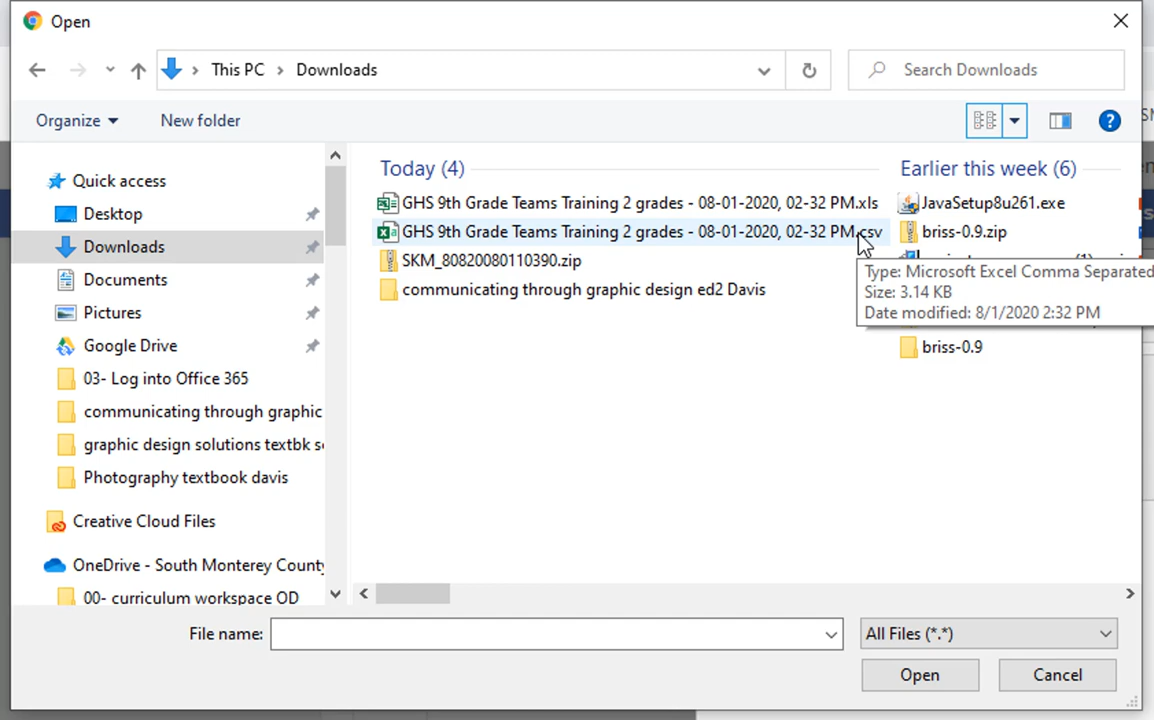 Open
This PC > Downloads
Search Downloads
Organize
New folder
Quick access
Desktop
Downloads
Documents
Pictures
Google Drive
03- Log into Office 365
communicating through graphic
graphic design solutions textbk s
Photography textbook davis
Creative Cloud Files
OneDrive - South Monterey County
00- curriculum workspace OD
Today (4)
GHS 9th Grade Teams Training 2 grades - 08-01-2020, 02-32 PM.xls
GHS 9th Grade Teams Training 2 grades - 08-01-2020, 02-32 PM.csv
SKM_80820080110390.zip
communicating through graphic design ed2 Davis
Earlier this week (6)
JavaSetup8u261.exe
briss-0.9.zip
Type: Microsoft Excel Comma Separated
Size: 3.14 KB
Date modified: 8/1/2020 2:32 PM
briss-0.9
File name:
All Files (*.*)
Open
Cancel